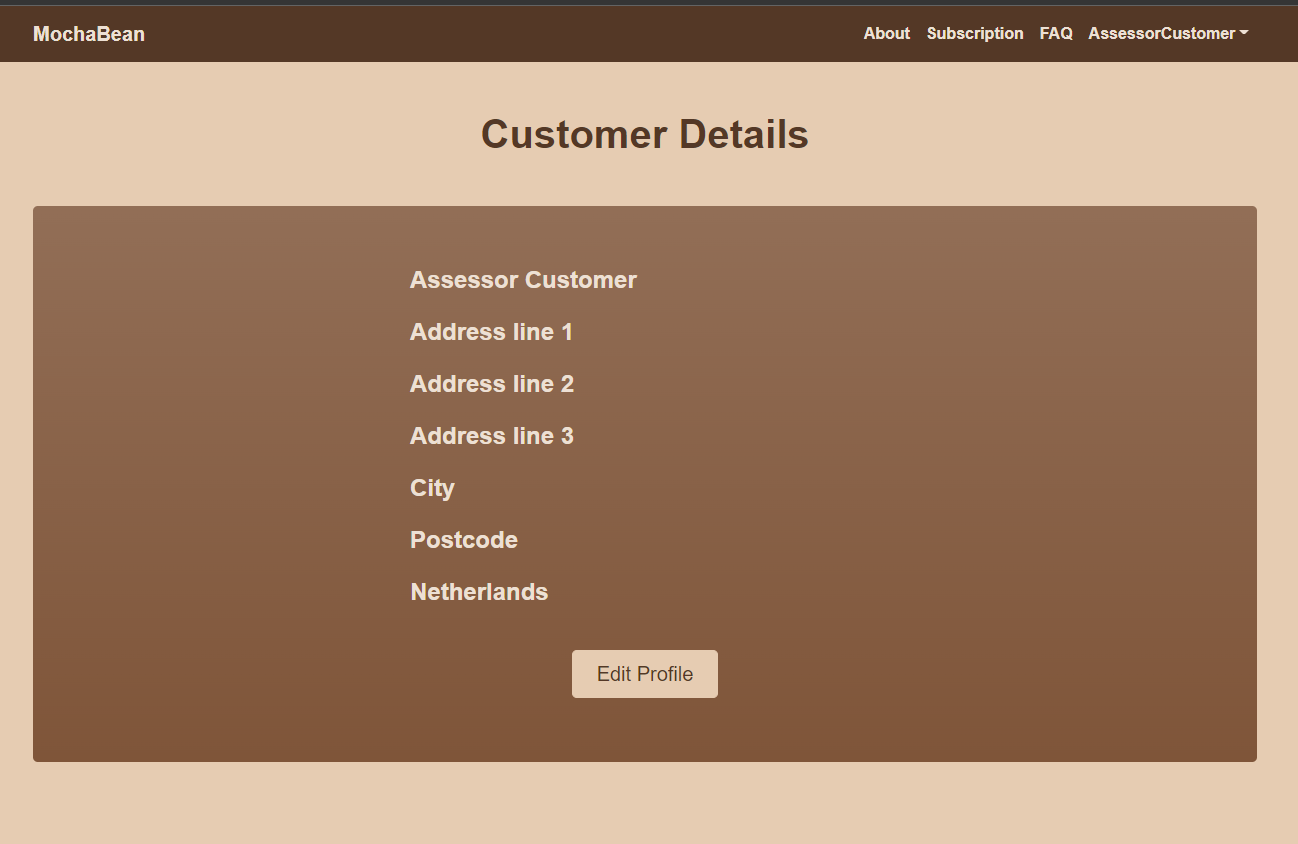 MochaBean About Subscription FAQ AssessorCustomer
Customer Details
Assessor Customer
Address line 1
Address line 2
Address line 3
City
Postcode
Netherlands
Edit Profile